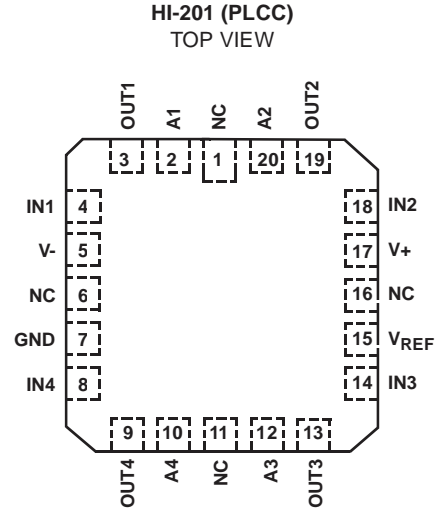 HI-201 (PLCC)
TOP VIEW
OUT1 A1 NC A2 OUT2
3 2 1 20 19
IN1 4 18 IN2
V- 5 17 V+
NC 6 16 NC
GND 7 15 VREF
IN4 8 14 IN3
9 10 11 12 13
OUT4 A4 NC A3 OUT3